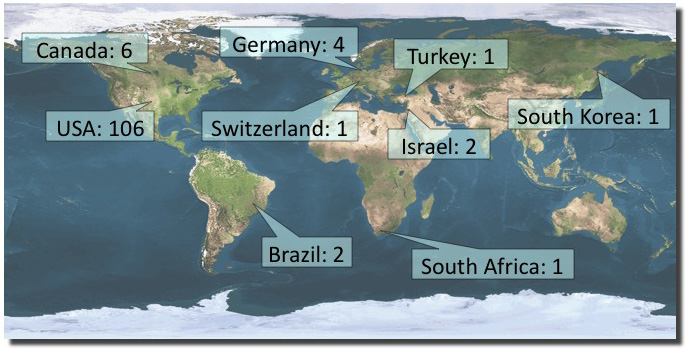 Canada: 6
Germany: 4
Turkey: 1
USA: 106
Switzerland: 1
Israel: 2
South Korea: 1
Brazil: 2
South Africa: 1